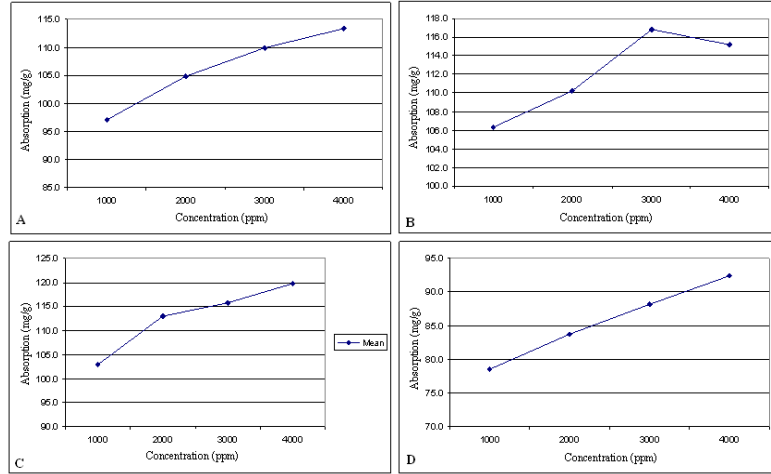 115.0
110.0
105.0
100.0
95.0
90.0
85.0
Absorption (mg/g)
1000 2000 3000 4000
Concentration (ppm)
A
118.0
116.0
114.0
112.0
110.0
108.0
106.0
104.0
102.0
100.0
Absorption (mg/g)
1000 2000 3000 4000
Concentration (ppm)
B
125.0
120.0
115.0
110.0
105.0
100.0
95.0
90.0
Absorption (mg/g)
1000 2000 3000 4000
Concentration (ppm)
Mean
C
95.0
90.0
85.0
80.0
75.0
70.0
Absorption (mg/g)
1000 2000 3000 4000
Concentration (ppm)
D